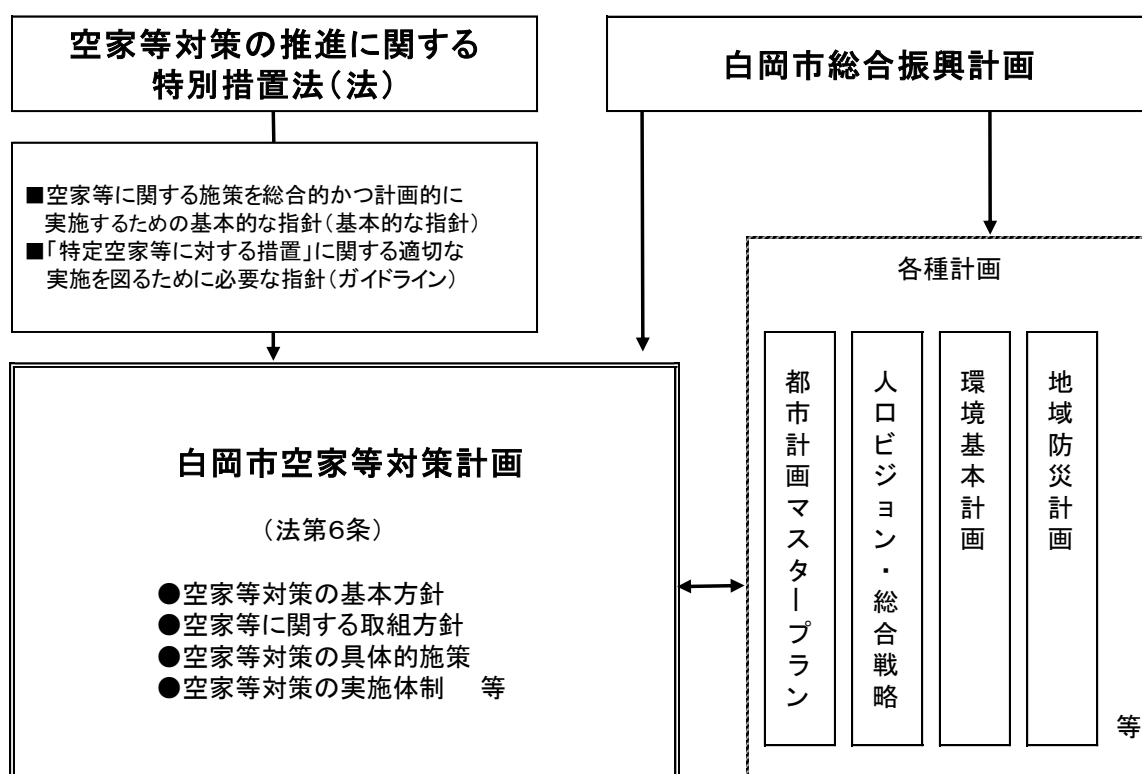 空家等対策の推進に関する
特別措置法(法)
白岡市総合振興計画
■空家等に関する施策を総合的かつ計画的に
実施するための基本的な指針(基本的な指針)
■「特定空家等に対する措置」に関する適切な
実施を図るために必要な指針(ガイドライン)
白岡市空家等対策計画
(法第6条)
●空家等対策の基本方針
●空家等に関する取組方針
●空家等対策の具体的施策
●空家等対策の実施体制 等
各種計画
都市計画マスタープラン
人口ビジョン・総合戦略
環境基本計画
地域防災計画
等